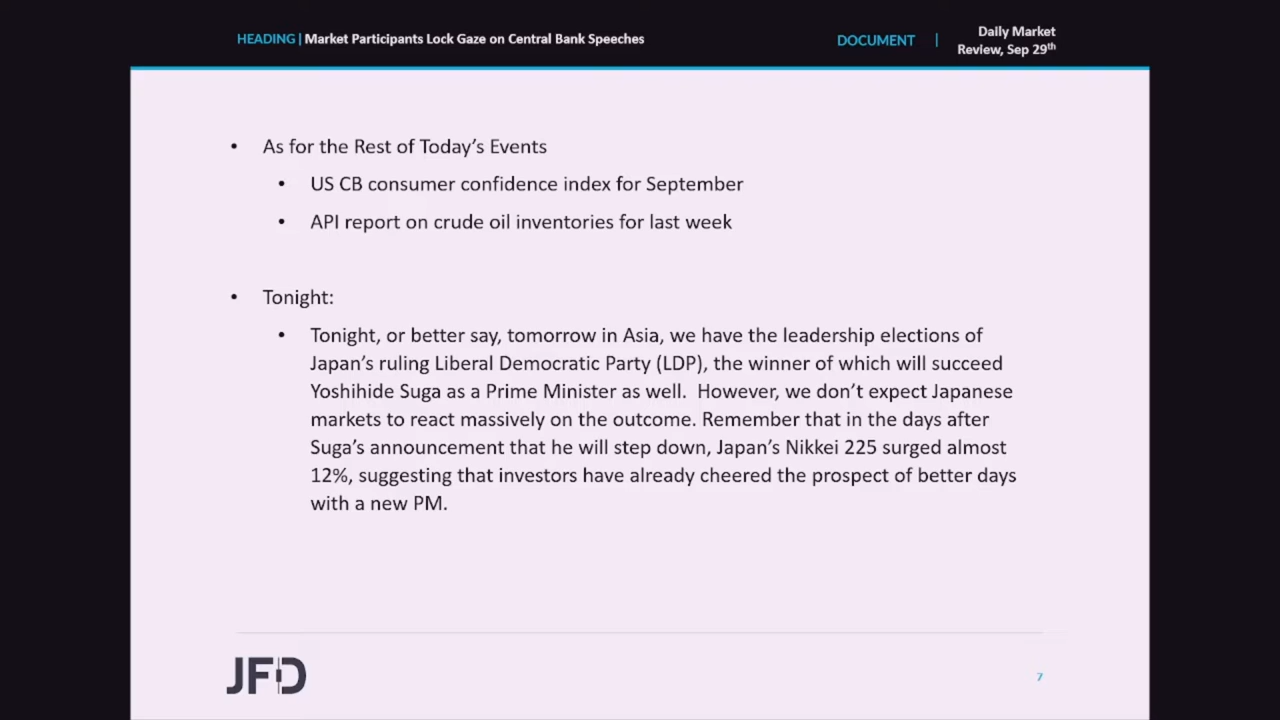 HEADING | Market Participants Lock Gaze on Central Bank Speeches
DOCUMENT | Daily Market
Review, Sep 29th
• As for the Rest of Today’s Events
• US CB consumer confidence index for September
• API report on crude oil inventories for last week
• Tonight:
• Tonight, or better say, tomorrow in Asia, we have the leadership elections of
Japan’s ruling Liberal Democratic Party (LDP), the winner of which will succeed
Yoshihide Suga as a Prime Minister as well.  However, we don’t expect Japanese
markets to react massively on the outcome. Remember that in the days after
Suga’s announcement that he will step down, Japan’s Nikkei 225 surged almost
12%, suggesting that investors have already cheered the prospect of better days
with a new PM.
JFD
7